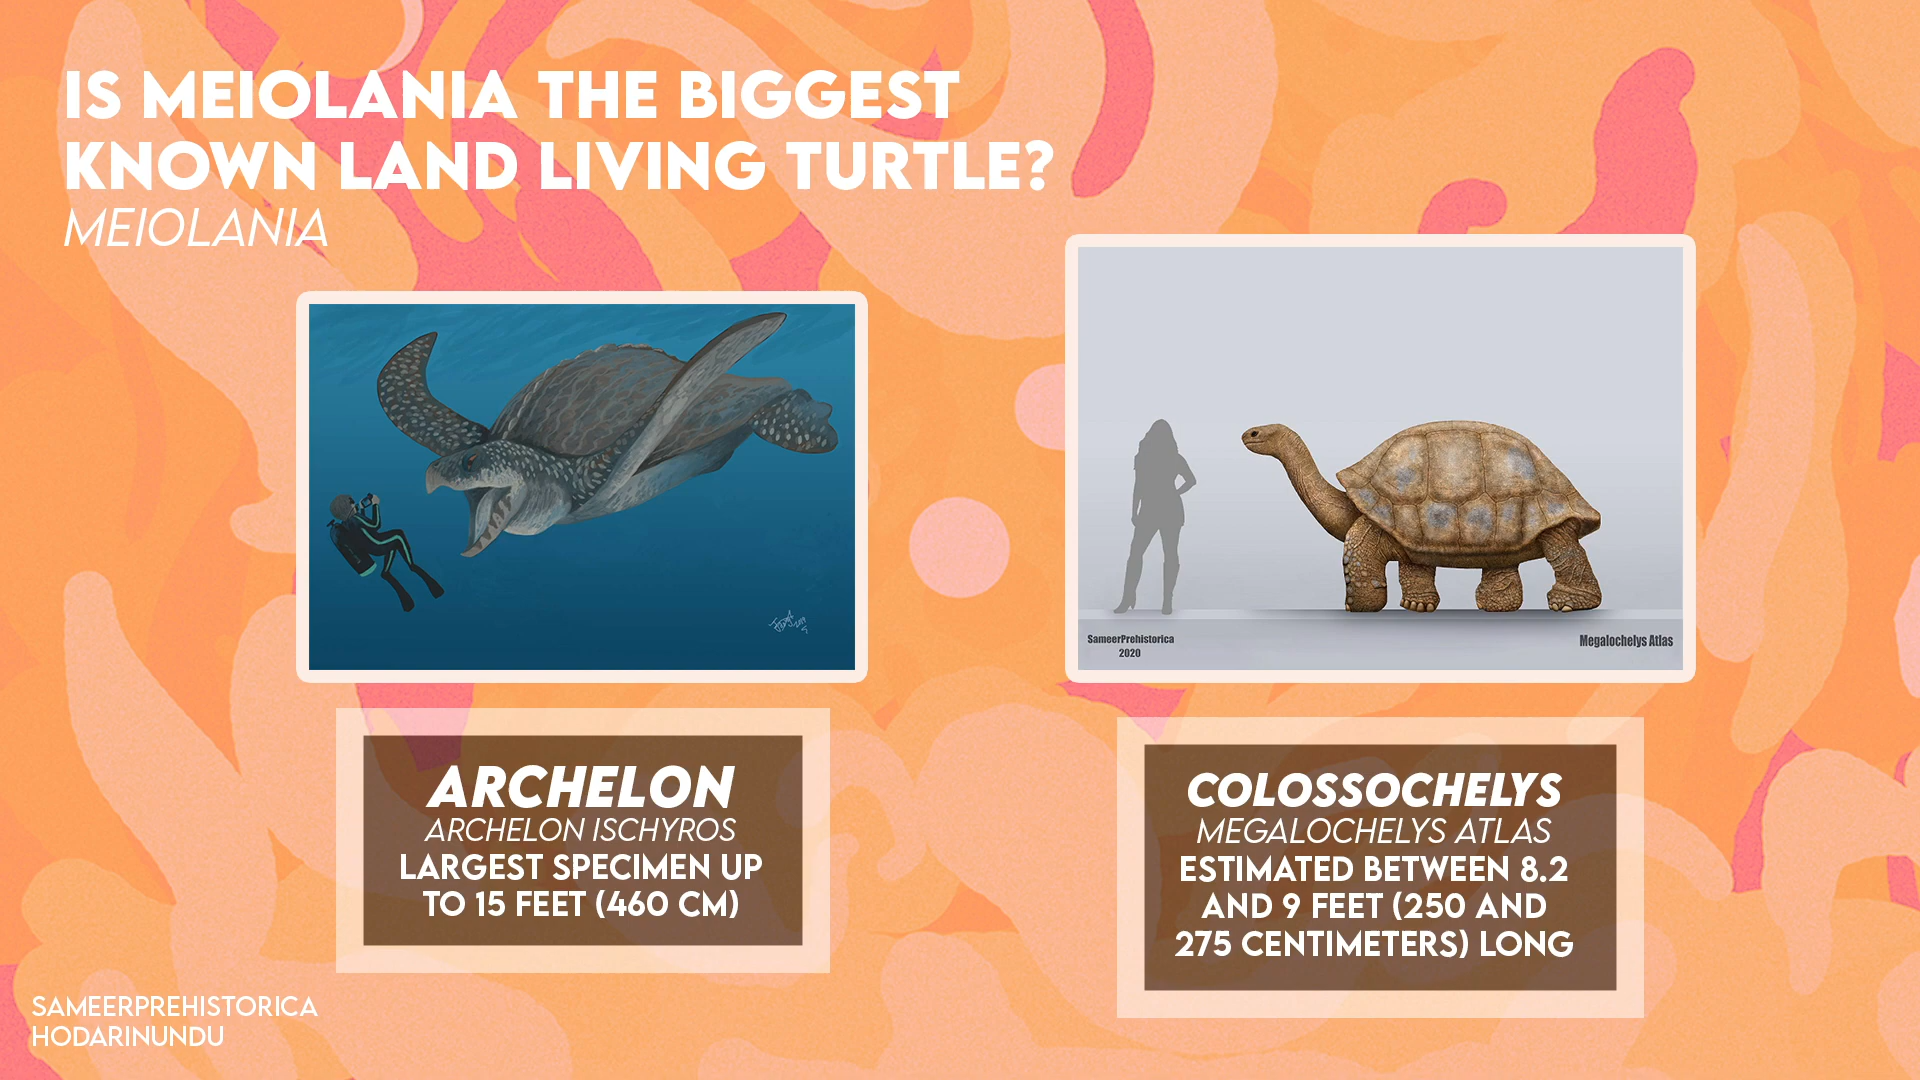 IS MEIOLANIA THE BIGGEST
KNOWN LAND LIVING TURTLE?
MEIOLANIA
SameerPrehistorica
2020
Megalochelys Atlas
ARCHELON
ARCHELON ISCHYROS
LARGEST SPECIMEN UP
TO 15 FEET (460 CM)
COLOSSOCHELYS
MEGALOCHELYS ATLAS
ESTIMATED BETWEEN 8.2
AND 9 FEET (250 AND
275 CENTIMETERS) LONG
SAMEERPREHISTORICA
HODARINUNDU